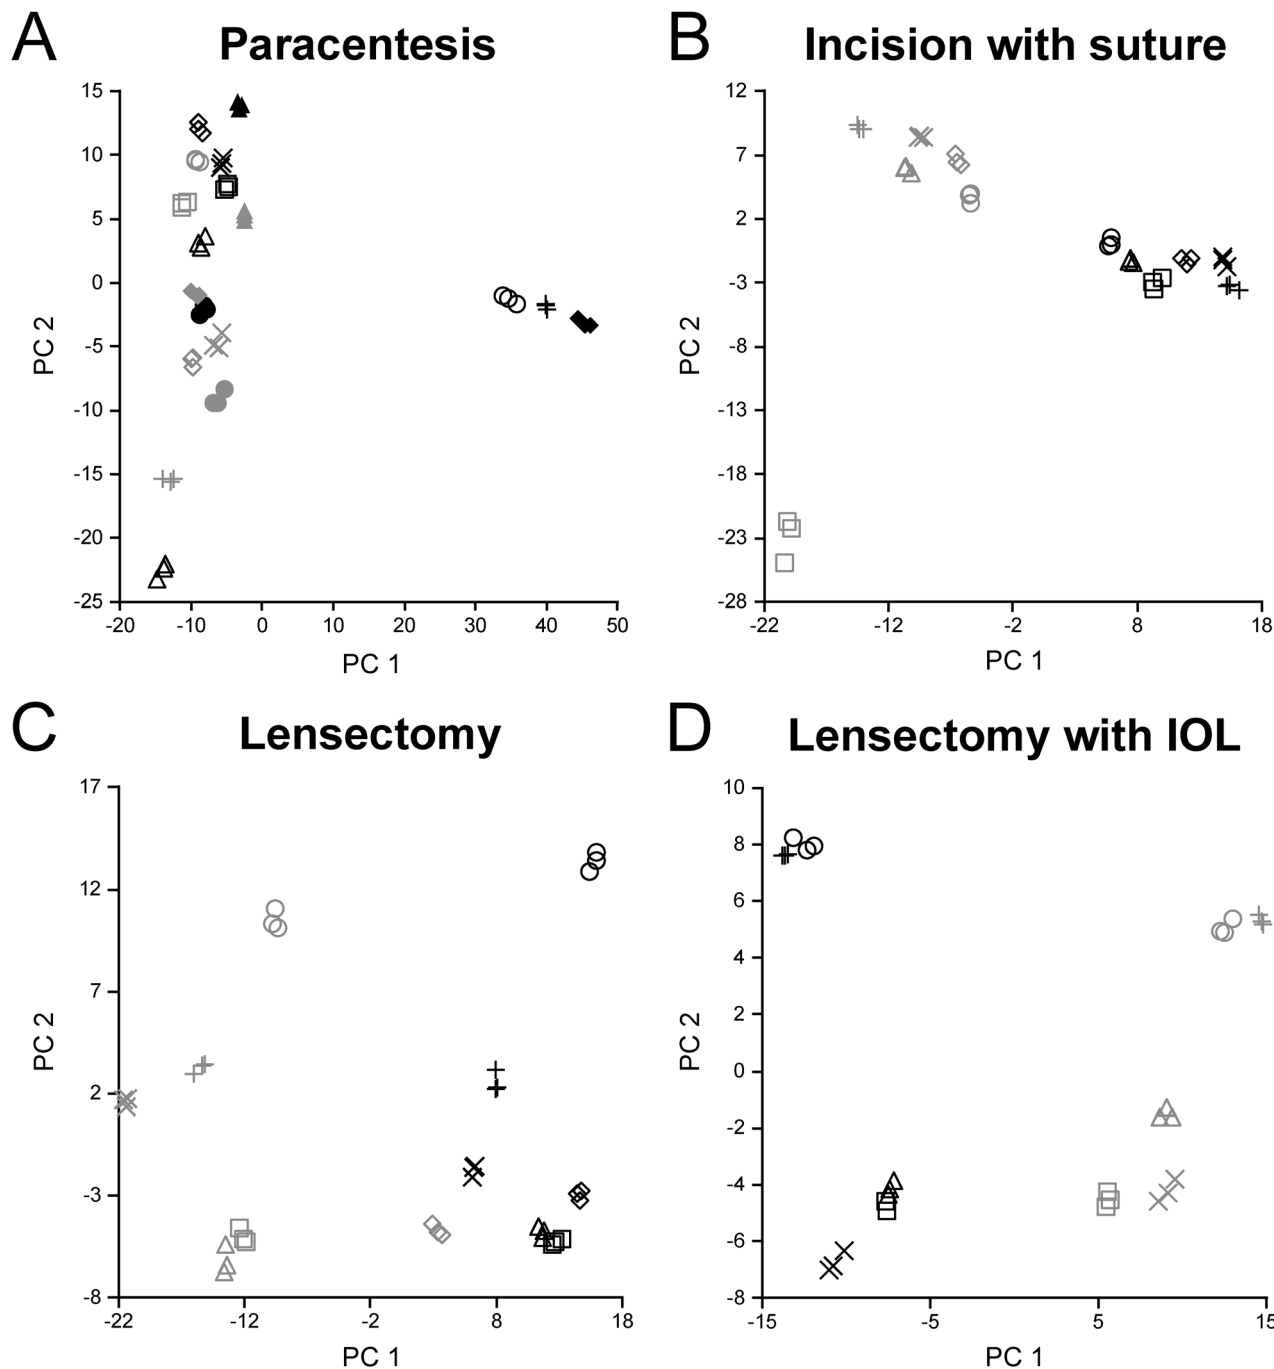 A Paracentesis
15
10
5
0
-5
-10
-15
-20
-25
PC 2
-20 -10 0 10 20 30 40 50
PC 1
B Incision with suture
12
7
2
-3
-8
-13
-18
-23
-28
PC 2
-22 -12 -2 8 18
PC 1
C Lensectomy
17
12
7
2
-3
-8
PC 2
-22 -12 -2 8 18
PC 1
D Lensectomy with IOL
10
8
6
4
2
0
-2
-4
-6
-8
PC 2
-15 -5 5 15
PC 1